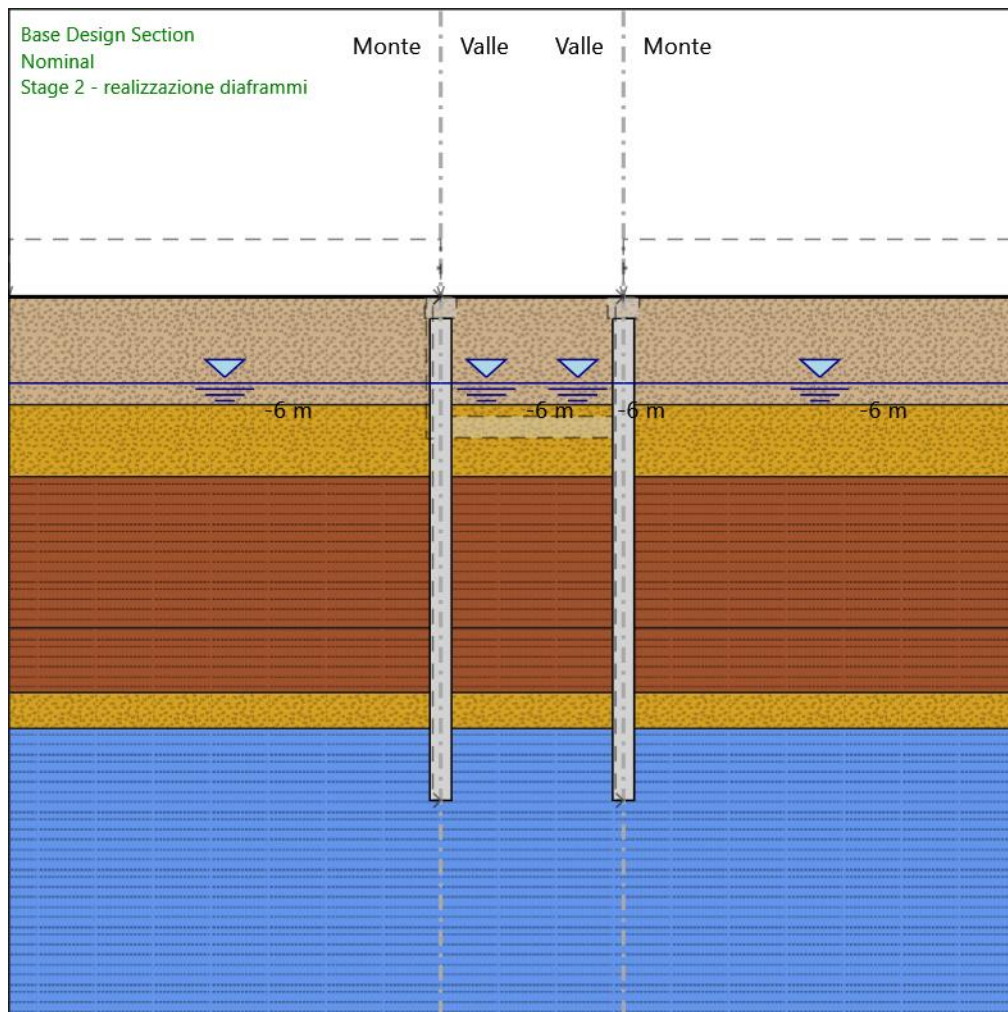 Base Design Section
Nominal
Stage 2 - realizzazione diaframmi
Monte Valle Valle Monte
-6 m -6 m -6 m -6 m